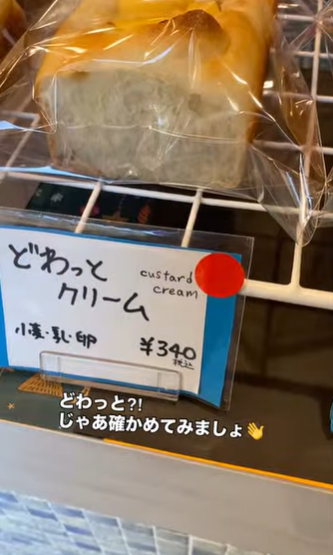 どわっと
クリーム
custard
cream
小麦・乳・卵
¥340
税込
どわっと?!
じゃあ確かめてみましょ👋